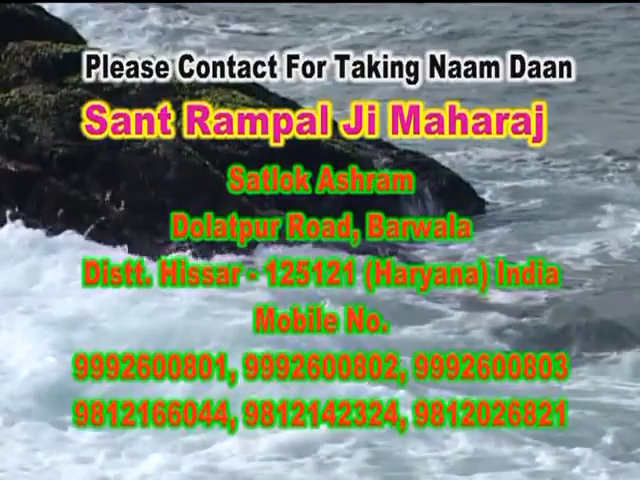 Please Contact For Taking Naam Daan
Sant Rampal Ji Maharaj
Satlok Ashram
Dolatpur Road, Barwala
Distt. Hissar - 125121 (Haryana) India
Mobile No.
9992600801, 9992600802, 9992600803
9812166044, 9812142324, 9812026821